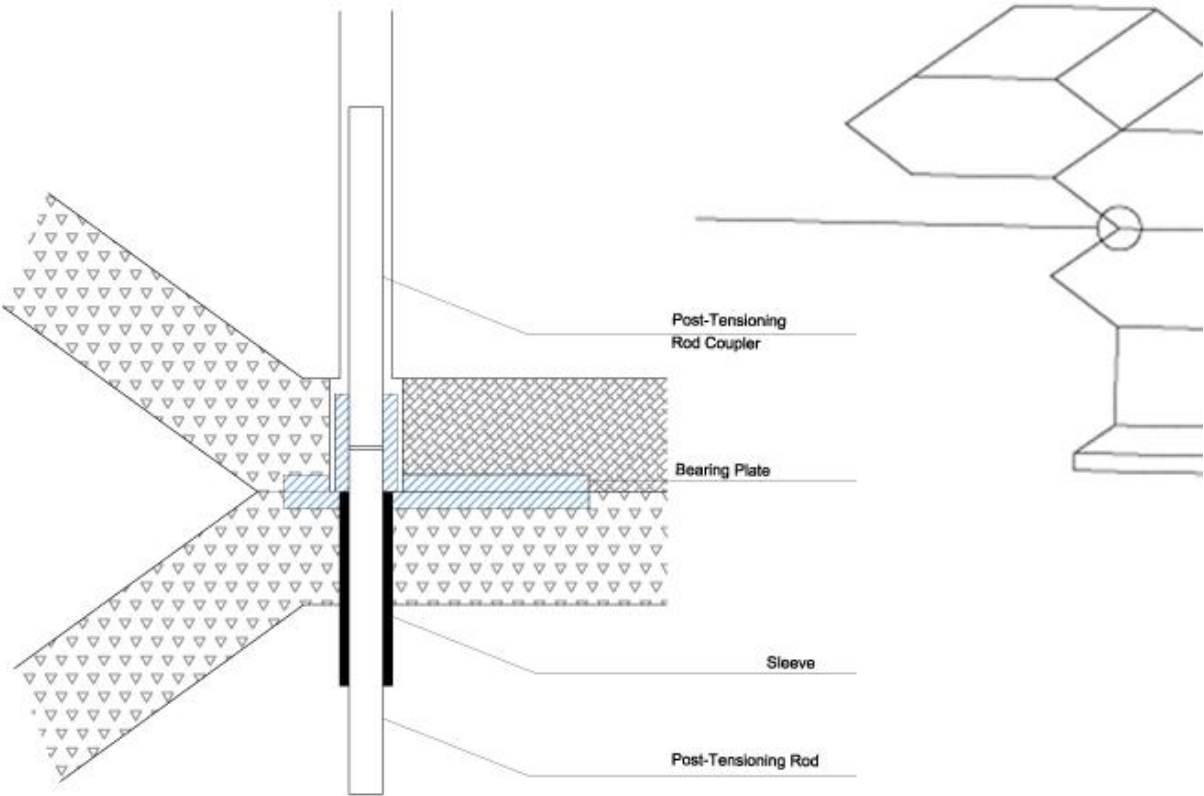 Post-Tensioning
Rod Coupler
Bearing Plate
Sleeve
Post-Tensioning Rod